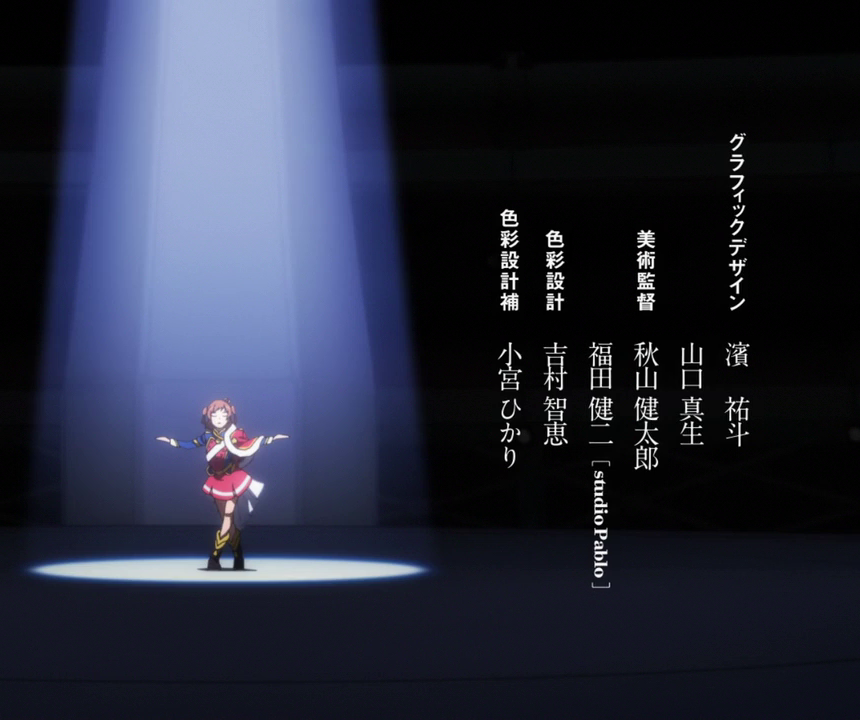 グラフィックデザイン 濱 祐斗
山口 真生
美術監督 秋山 健太郎
福田 健二［studio Pablo］
色彩設計 吉村 智恵
色彩設計補 小宮 ひかり